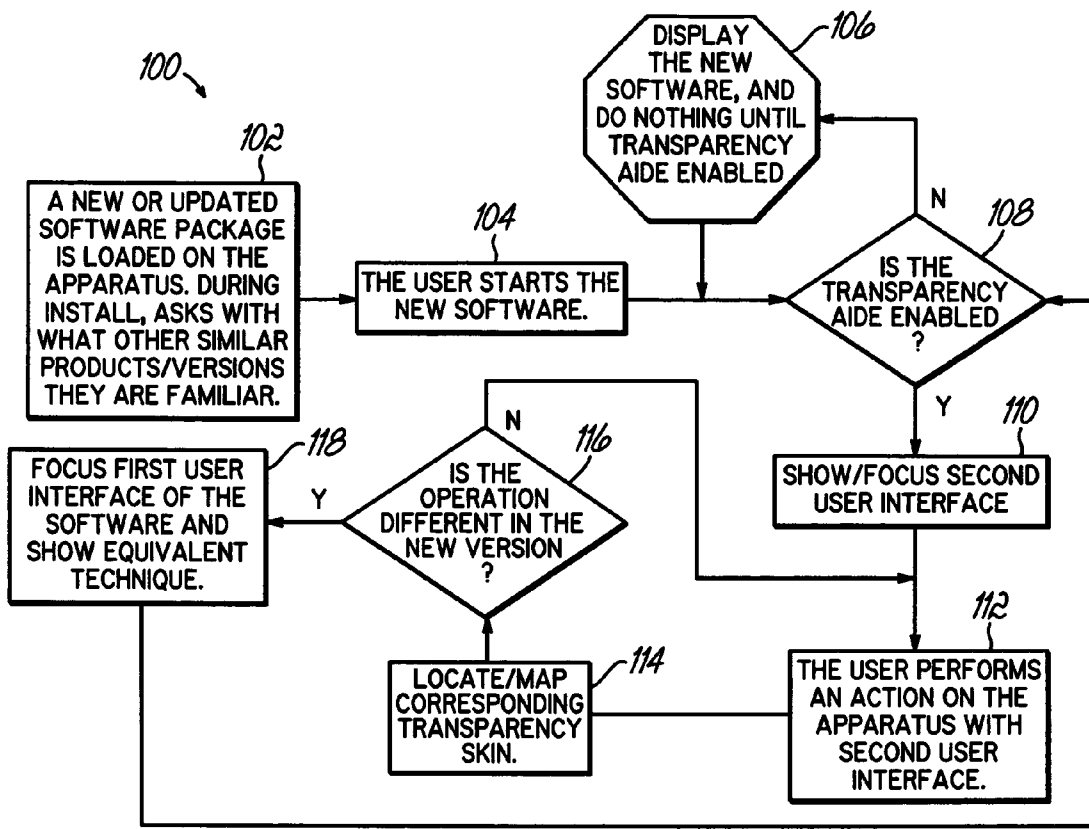 100
102
A NEW OR UPDATED
SOFTWARE PACKAGE
IS LOADED ON THE
APPARATUS. DURING
INSTALL, ASKS WITH
WHAT OTHER SIMILAR
PRODUCTS/VERSIONS
THEY ARE FAMILIAR.
104
THE USER STARTS THE
NEW SOFTWARE.
106
DISPLAY
THE NEW
SOFTWARE, AND
DO NOTHING UNTIL
TRANSPARENCY
AIDE ENABLED
N
108
IS THE
TRANSPARENCY
AIDE ENABLED
?
Y
110
SHOW/FOCUS SECOND
USER INTERFACE
112
THE USER PERFORMS
AN ACTION ON THE
APPARATUS WITH
SECOND USER
INTERFACE.
114
LOCATE/MAP
CORRESPONDING
TRANSPARENCY
SKIN.
N
116
IS THE
OPERATION
DIFFERENT IN THE
NEW VERSION
?
Y
118
FOCUS FIRST USER
INTERFACE OF THE
SOFTWARE AND
SHOW EQUIVALENT
TECHNIQUE.